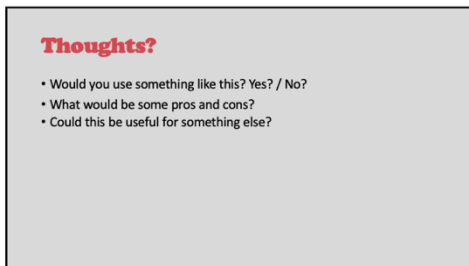 Thoughts?
• Would you use something like this? Yes? / No?
• What would be some pros and cons?
• Could this be useful for something else?